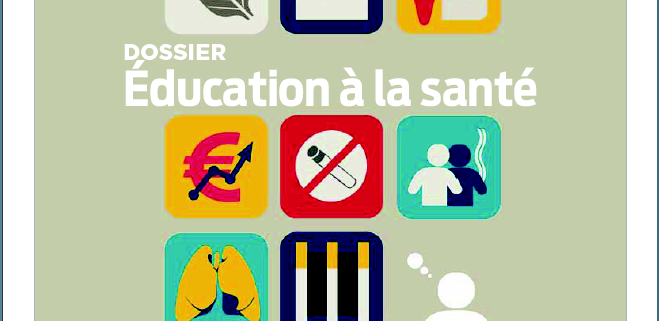 DOSSIER
Éducation à la santé
€